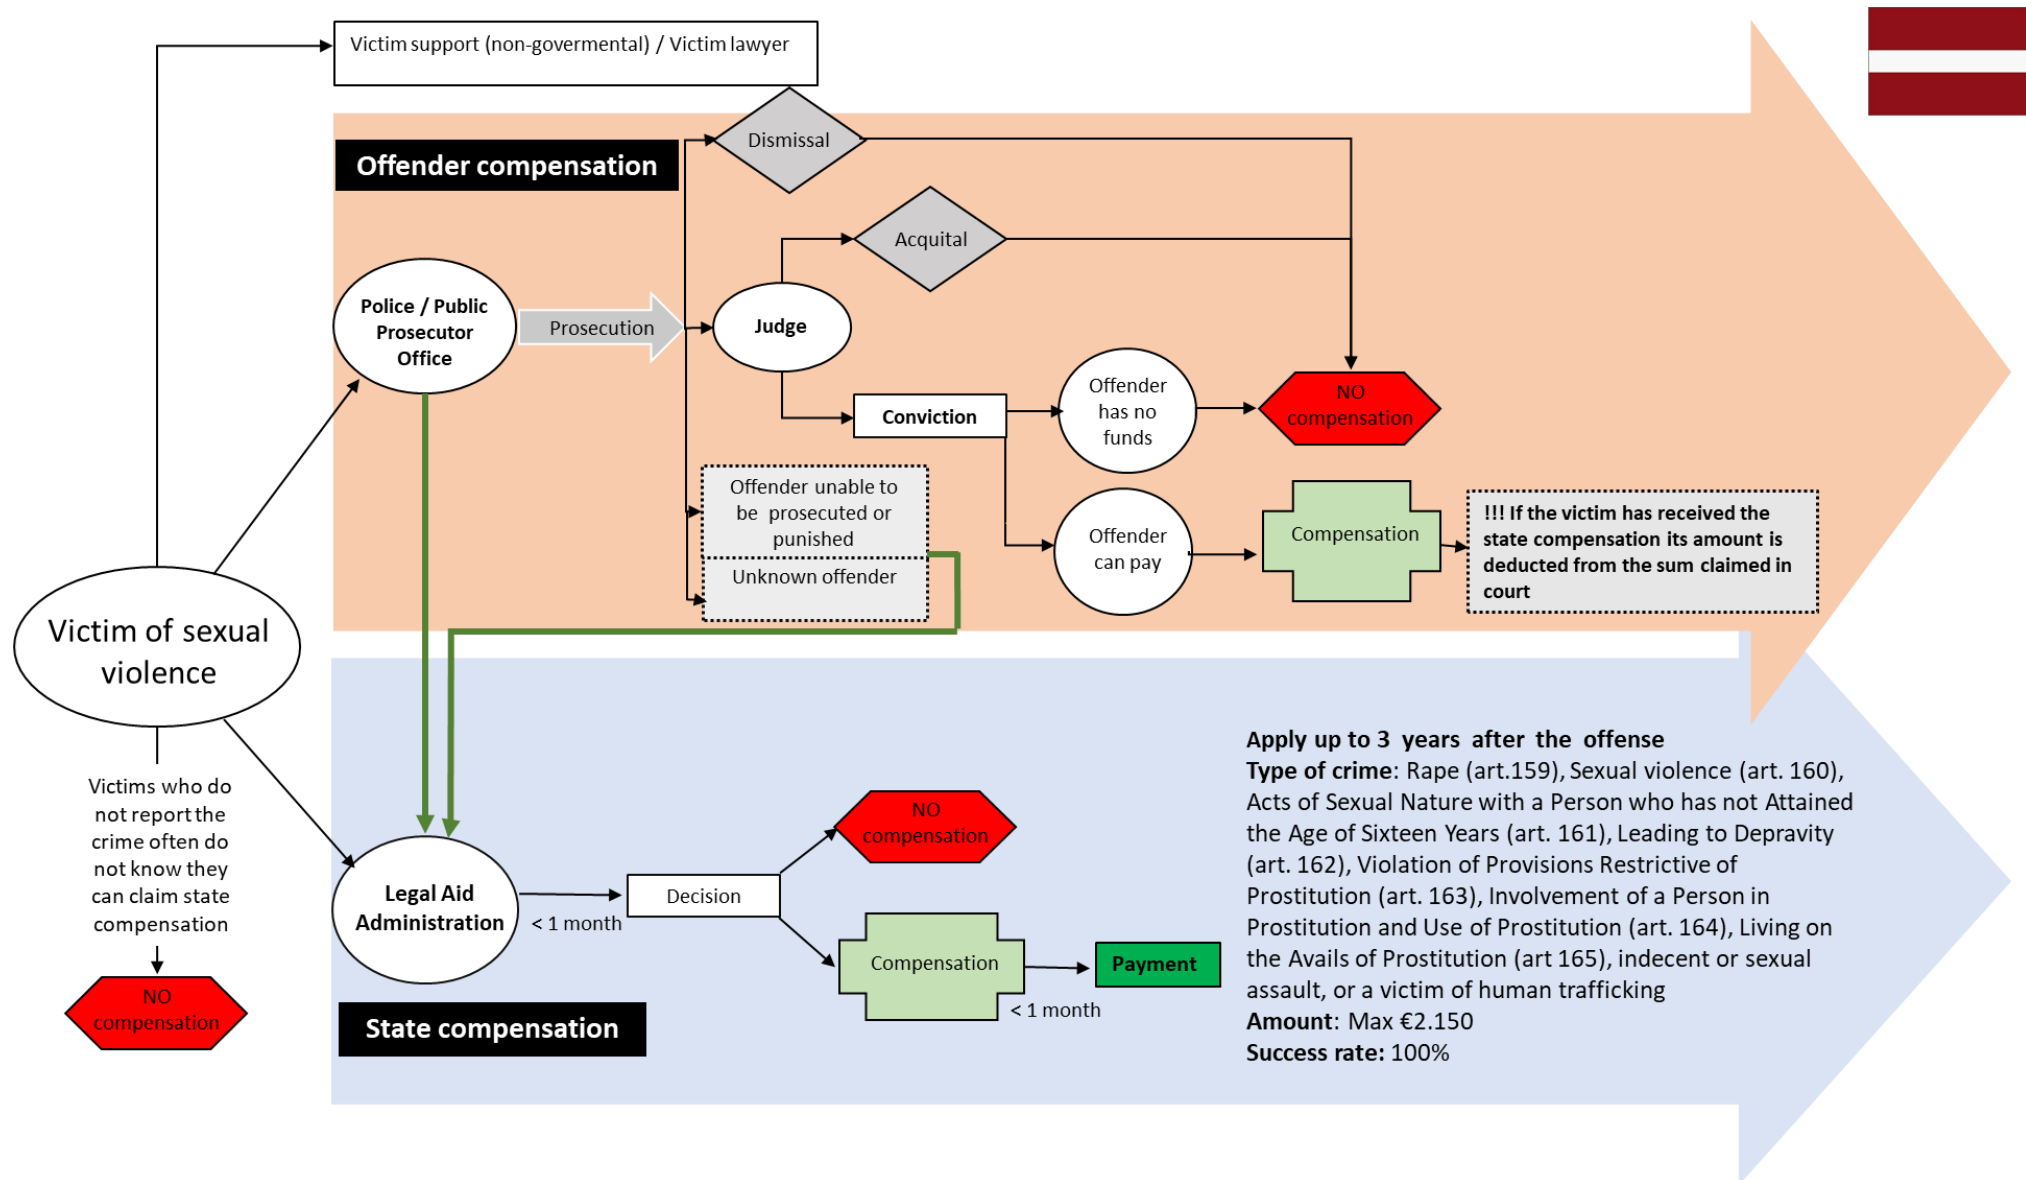 Victim support (non-govermental) / Victim lawyer
Dismissal
Offender compensation
Acquital
Police / Public
Prosecutor
Office
Prosecution
Judge
Offender
has no
funds
NO
compensation
Conviction
Offender unable to
be prosecuted or
punished
Unknown offender
Offender
can pay
Compensation
!!! If the victim has received the
state compensation its amount is
deducted from the sum claimed in
court
Victim of sexual
violence
Victims who do
not report the
crime often do
not know they
can claim state
compensation
NO
compensation
Legal Aid
Administration
< 1 month
Decision
NO
compensation
Compensation
< 1 month
Payment
State compensation
Apply up to 3 years after the offense
Type of crime: Rape (art.159), Sexual violence (art. 160),
Acts of Sexual Nature with a Person who has not Attained
the Age of Sixteen Years (art. 161), Leading to Depravity
(art. 162), Violation of Provisions Restrictive of
Prostitution (art. 163), Involvement of a Person in
Prostitution and Use of Prostitution (art. 164), Living on
the Avails of Prostitution (art 165), indecent or sexual
assault, or a victim of human trafficking
Amount: Max €2.150
Success rate: 100%